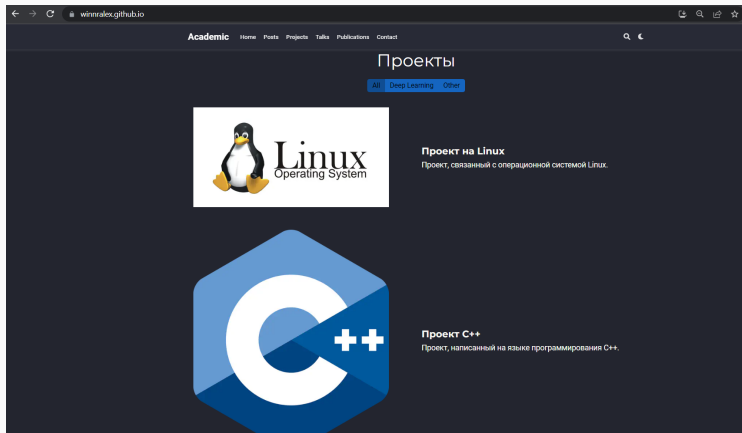 winnralex.github.io
Academic Home Posts Projects Talks Publications Contact
Проекты
All Deep Learning Other
Linux
Operating System
Проект на Linux
Проект, связанный с операционной системой Linux.
C++
Проект C++
Проект, написанный на языке программирования C++.